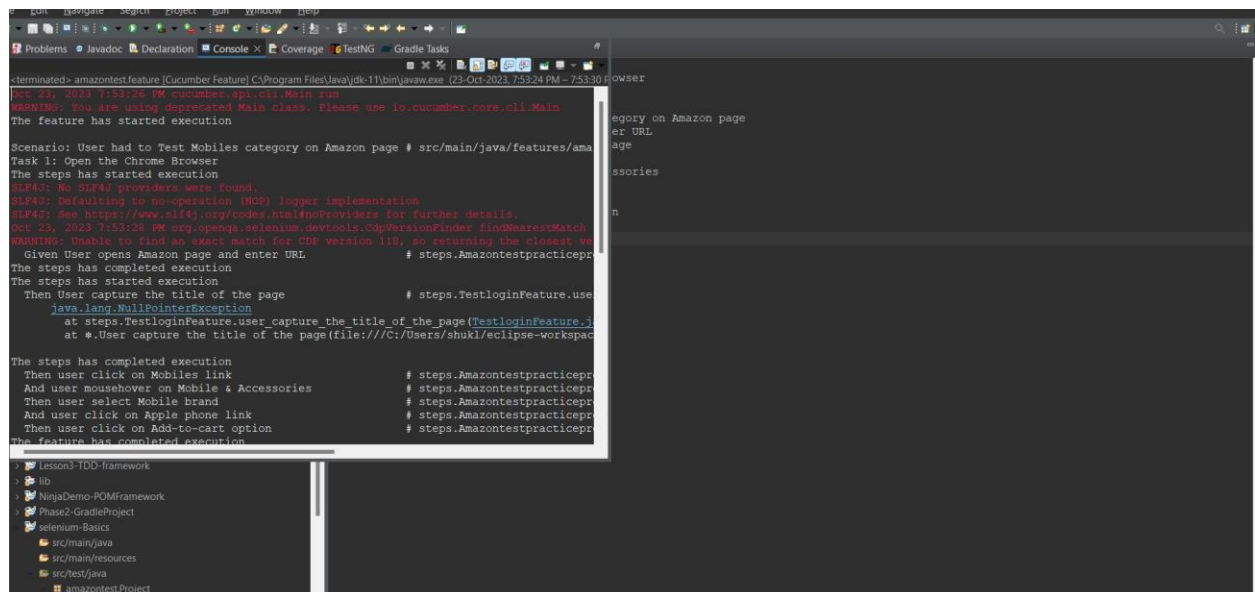 Edit Navigate Search Project Run Window Help
Problems Javadoc Declaration Console Coverage TestNG Gradle Tasks
<terminated> amazontest.feature [Cucumber Feature] C:\Program Files\Java\jdk-11\bin\javaw.exe (23-Oct-2023, 7:53:24 PM – 7:53:30 P
Oct 23, 2023 7:53:26 PM cucumber.api.cli.Main run
WARNING: You are using deprecated Main class. Please use io.cucumber.core.cli.Main
The feature has started execution
Scenario: User had to Test Mobiles category on Amazon page # src/main/java/features/ama
Task 1: Open the Chrome Browser
The steps has started execution
SLF4J: No SLF4J providers were found.
SLF4J: Defaulting to no-operation (NOP) logger implementation
SLF4J: See https://www.slf4j.org/codes.html#noProviders for further details.
Oct 23, 2023 7:53:28 PM org.openqa.selenium.devtools.CdpVersionFinder findNearestMatch
WARNING: Unable to find an exact match for CDP version 118, so returning the closest ve
Given User opens Amazon page and enter URL # steps.Amazontestpracticepr
The steps has completed execution
The steps has started execution
Then User capture the title of the page # steps.TestloginFeature.use
java.lang.NullPointerException
at steps.TestloginFeature.user_capture_the_title_of_the_page(TestloginFeature.j
at *.User capture the title of the page(file:///C:/Users/shukl/eclipse-workspac
The steps has completed execution
Then user click on Mobiles link # steps.Amazontestpracticepr
And user mousehover on Mobile & Accessories # steps.Amazontestpracticepr
Then user select Mobile brand # steps.Amazontestpracticepr
And user click on Apple phone link # steps.Amazontestpracticepr
Then user click on Add-to-cart option # steps.Amazontestpracticepr
The feature has completed execution
owser
egory on Amazon page
er URL
age
ssories
n
Lesson3-TDD-framework
lib
NinjaDemo-POMFramework
Phase2-GradleProject
selenium-Basics
src/main/java
src/main/resources
src/test/java
amazontest.Project